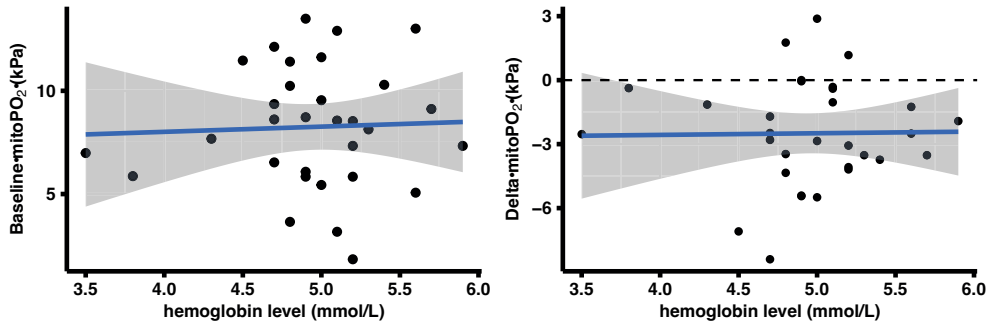 Baseline•mitoPO2•(kPa)
10
5
3.5 4.0 4.5 5.0 5.5 6.0
hemoglobin level (mmol/L)
Delta•mitoPO2•(kPa)
3
0
−3
−6
3.5 4.0 4.5 5.0 5.5 6.0
hemoglobin level (mmol/L)